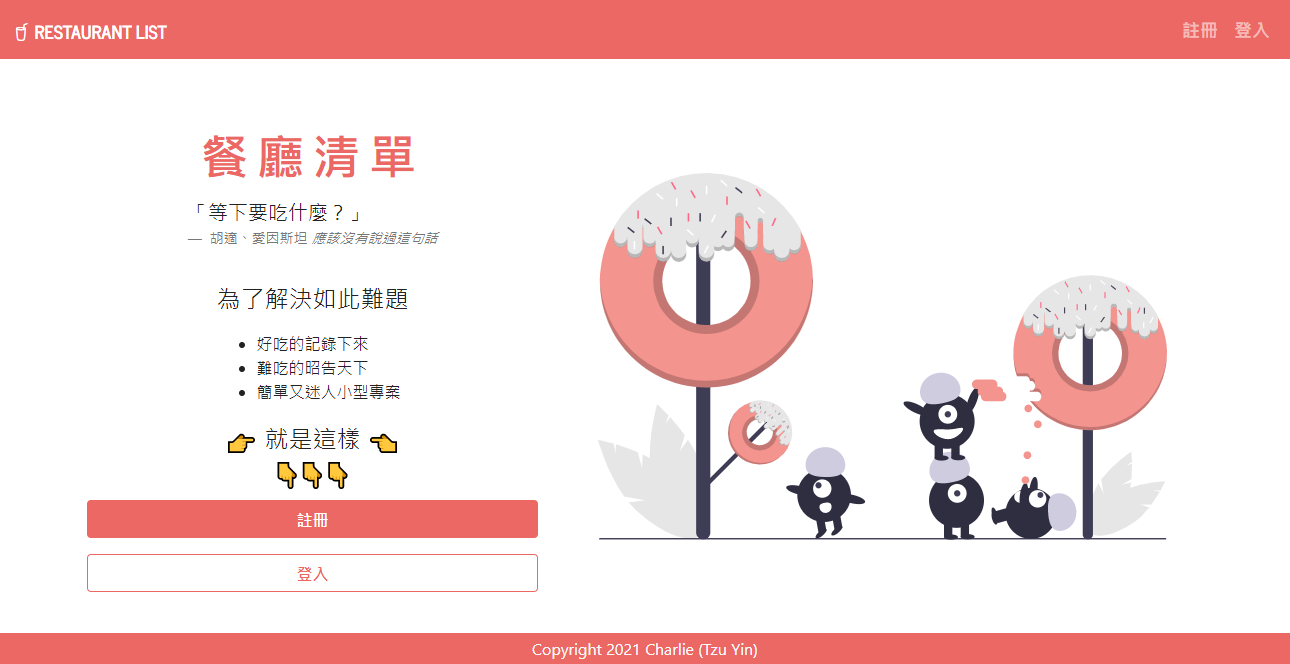 RESTAURANT LIST
註冊 登入
餐廳清單
「等下要吃什麼？」
— 胡適、愛因斯坦 應該沒有說過這句話
為了解決如此難題
• 好吃的記錄下來
• 難吃的昭告天下
• 簡單又迷人小型專案
👉 就是這樣 👈
👇👇👇
註冊
登入
Copyright 2021 Charlie (Tzu Yin)